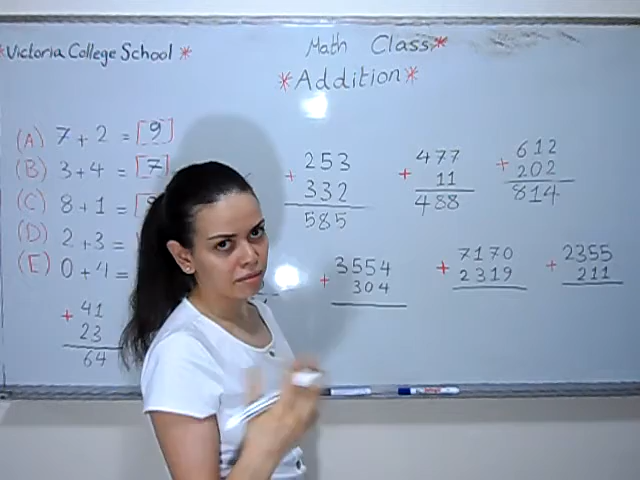 *Victoria College School *
Math Class*
*Addition*
(A) 7 + 2 = [9]
(B) 3 + 4 = [7]
(C) 8 + 1 =
(D) 2 + 3 =
(E) 0 + 4 =
+ 41
23
64
253
+ 332
585
477
+ 11
488
612
+ 202
814
3554
+ 304
7170
+ 2319
2355
+ 211